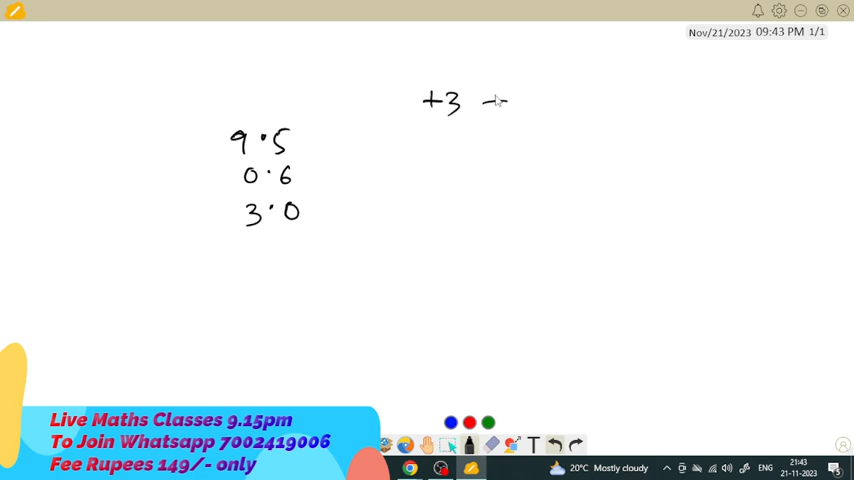 Nov/21/2023 09:43 PM 1/1
+3 -
9.5
0.6
3.0
Live Maths Classes 9.15pm
To Join Whatsapp 7002419006
Fee Rupees 149/- only
T
20°C Mostly cloudy
ENG
21:43
21-11-2023